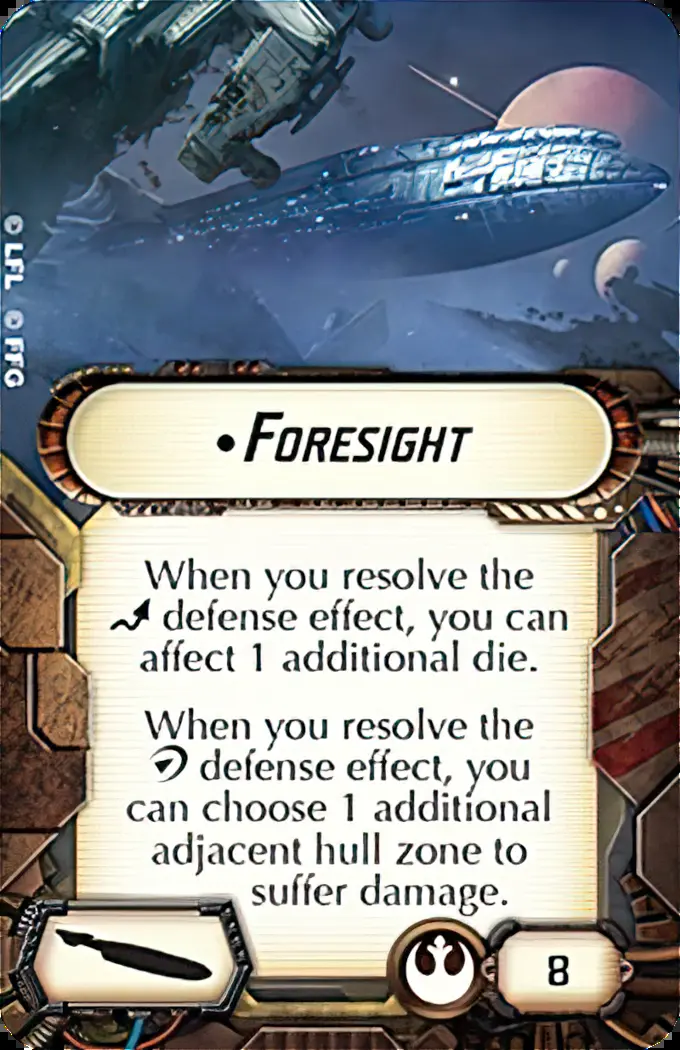 © LFL © FFG
• FORESIGHT
When you resolve the
defense effect, you can
affect 1 additional die.
When you resolve the
defense effect, you
can choose 1 additional
adjacent hull zone to
suffer damage.
8